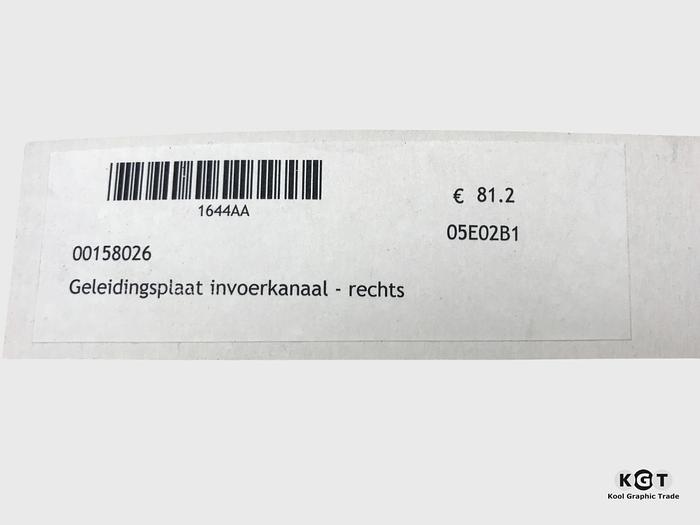 1644AA
€ 81.2
05E02B1
00158026
Geleidingsplaat invoerkanaal - rechts
KGT
Kool Graphic Trade